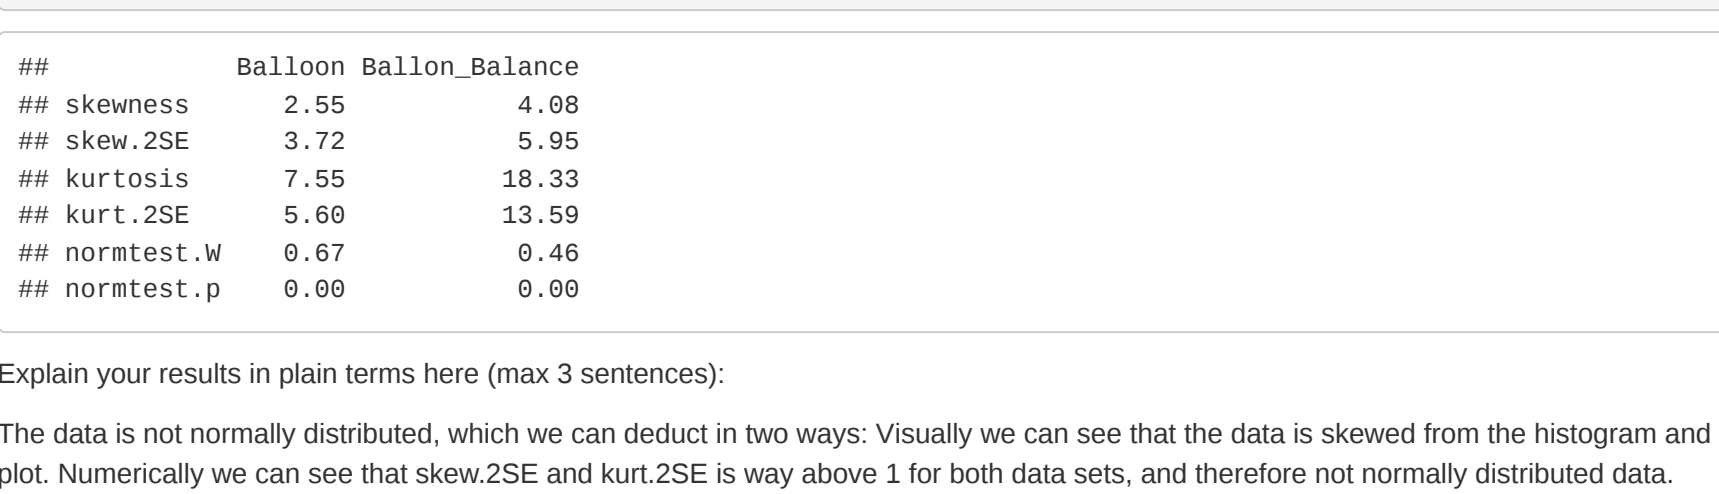 ##            Balloon Ballon_Balance
## skewness      2.55           4.08
## skew.2SE      3.72           5.95
## kurtosis      7.55          18.33
## kurt.2SE      5.60          13.59
## normtest.W    0.67           0.46
## normtest.p    0.00           0.00
Explain your results in plain terms here (max 3 sentences):
The data is not normally distributed, which we can deduct in two ways: Visually we can see that the data is skewed from the histogram and
plot. Numerically we can see that skew.2SE and kurt.2SE is way above 1 for both data sets, and therefore not normally distributed data.